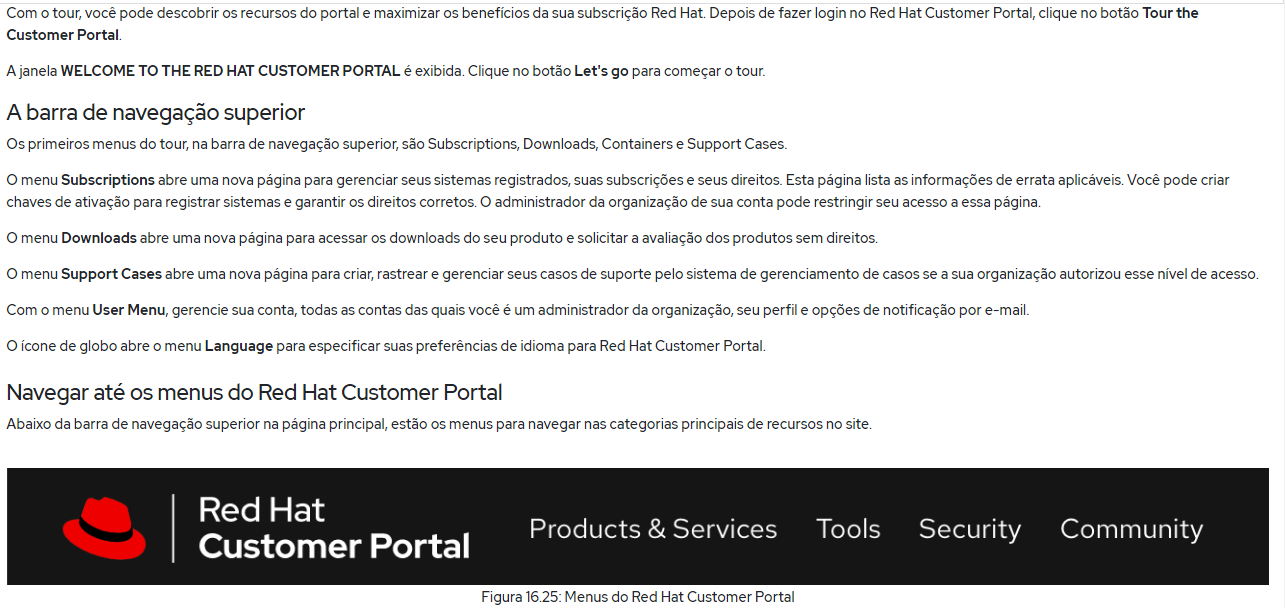 Com o tour, você pode descobrir os recursos do portal e maximizar os benefícios da sua subscrição Red Hat. Depois de fazer login no Red Hat Customer Portal, clique no botão Tour the
Customer Portal.
A janela WELCOME TO THE RED HAT CUSTOMER PORTAL é exibida. Clique no botão Let's go para começar o tour.
A barra de navegação superior
Os primeiros menus do tour, na barra de navegação superior, são Subscriptions, Downloads, Containers e Support Cases.
O menu Subscriptions abre uma nova página para gerenciar seus sistemas registrados, suas subscrições e seus direitos. Esta página lista as informações de errata aplicáveis. Você pode criar
chaves de ativação para registrar sistemas e garantir os direitos corretos. O administrador da organização de sua conta pode restringir seu acesso a essa página.
O menu Downloads abre uma nova página para acessar os downloads do seu produto e solicitar a avaliação dos produtos sem direitos.
O menu Support Cases abre uma nova página para criar, rastrear e gerenciar seus casos de suporte pelo sistema de gerenciamento de casos se a sua organização autorizou esse nível de acesso.
Com o menu User Menu, gerencie sua conta, todas as contas das quais você é um administrador da organização, seu perfil e opções de notificação por e-mail.
O ícone de globo abre o menu Language para especificar suas preferências de idioma para Red Hat Customer Portal.
Navegar até os menus do Red Hat Customer Portal
Abaixo da barra de navegação superior na página principal, estão os menus para navegar nas categorias principais de recursos no site.
Red Hat
Customer Portal
Products & Services Tools Security Community
Figura 16.25: Menus do Red Hat Customer Portal